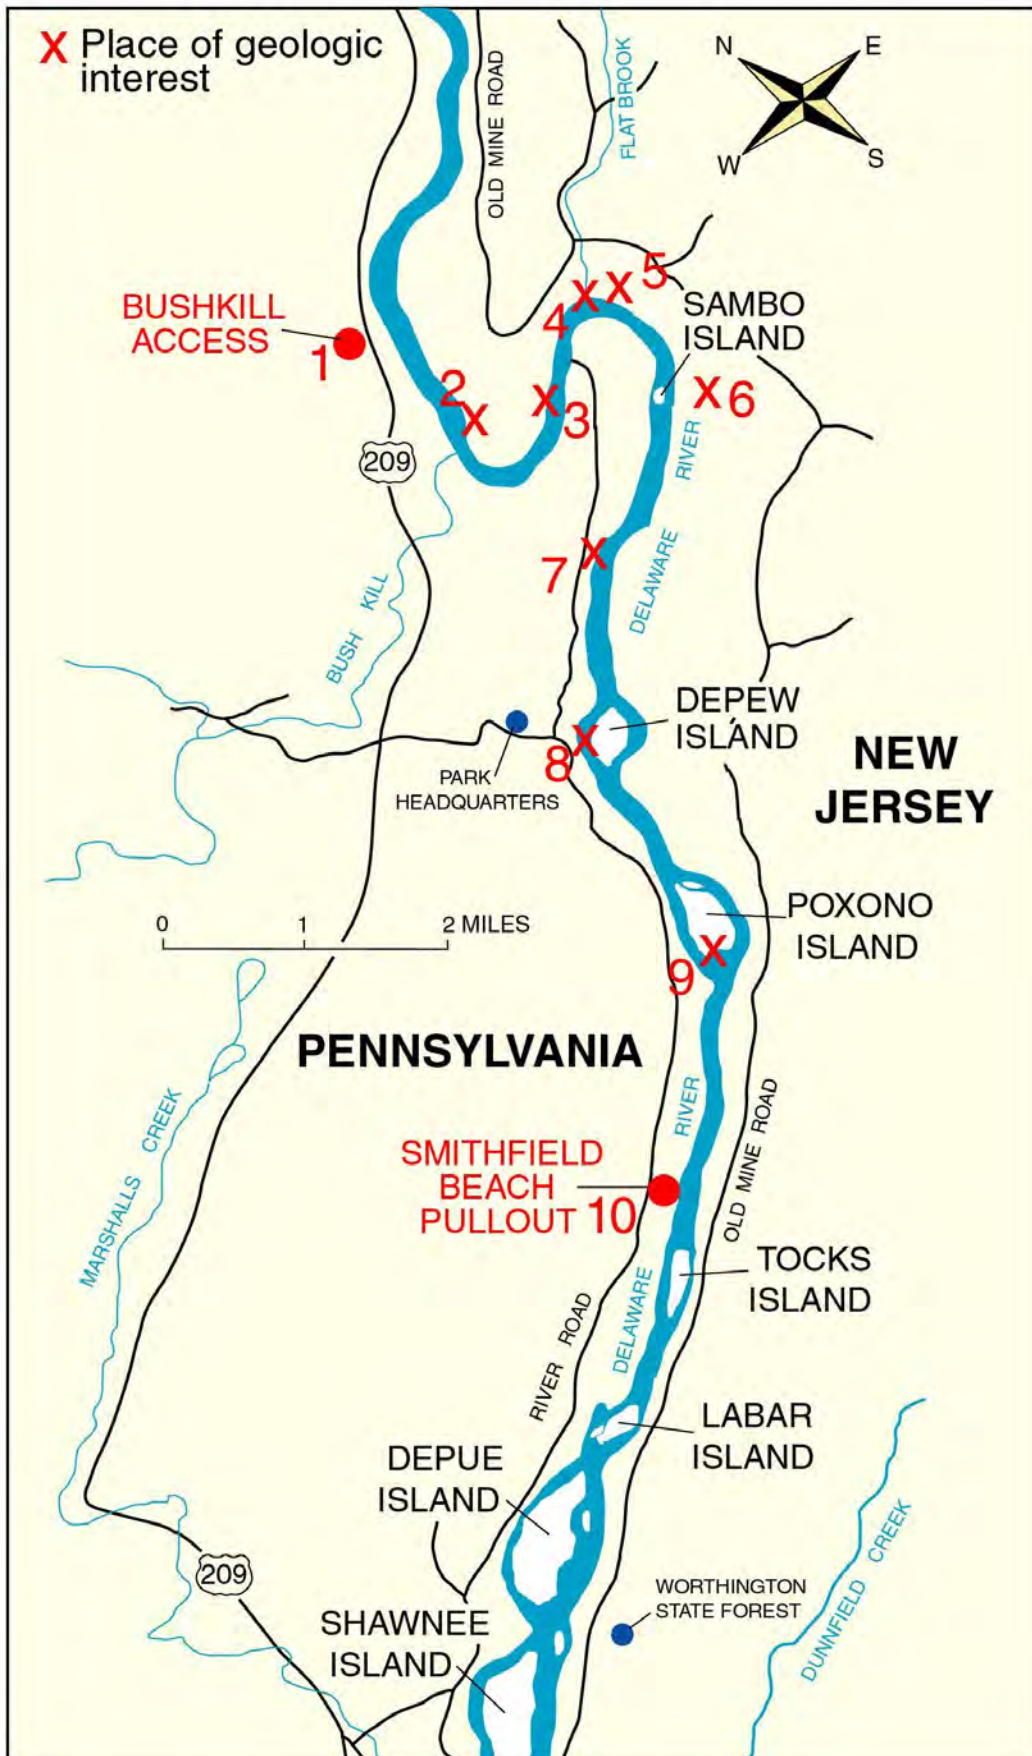 X Place of geologic
interest
N
E
W
S
OLD MINE ROAD
FLAT BROOK
BUSHKILL
ACCESS
1
2
3
4
5
SAMBO
ISLAND
6
209
RIVER
DELAWARE
7
BUSH KILL
DEPEW
ISLAND
8
PARK
HEADQUARTERS
NEW
JERSEY
0 1 2 MILES
POXONO
ISLAND
9
PENNSYLVANIA
RIVER
OLD MINE ROAD
MARSHALLS CREEK
SMITHFIELD
BEACH
PULLOUT 10
TOCKS
ISLAND
DELAWARE
RIVER ROAD
LABAR
ISLAND
DEPUE
ISLAND
209
WORTHINGTON
STATE FOREST
DUNNFIELD CREEK
SHAWNEE
ISLAND